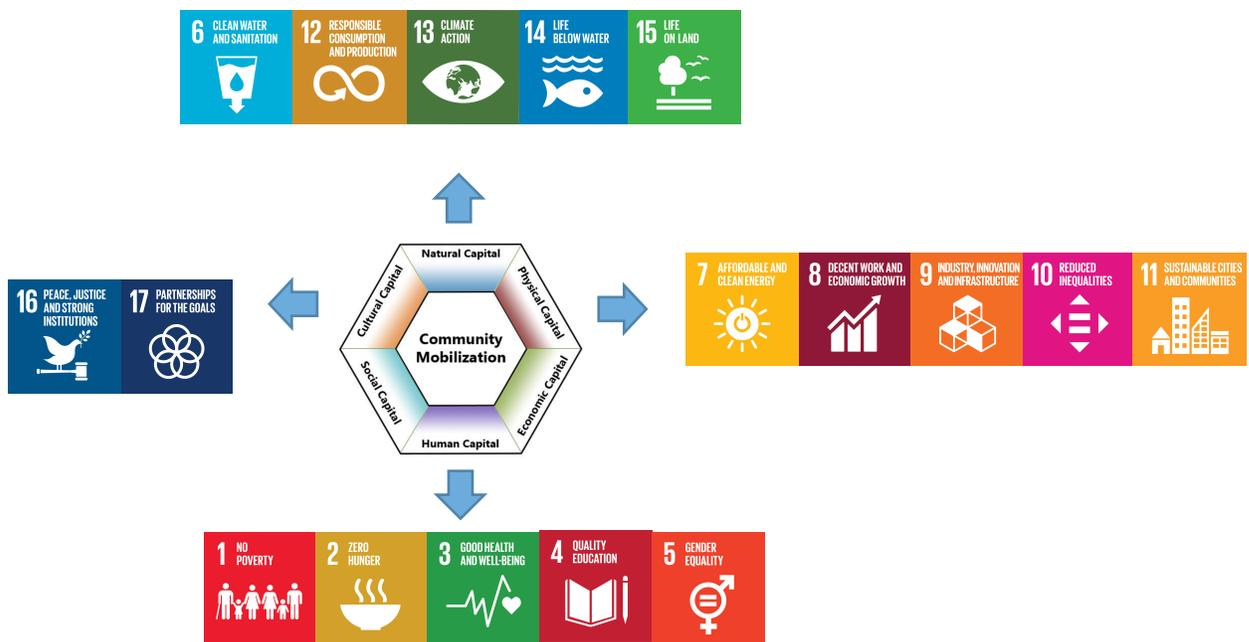 6 CLEAN WATER
AND SANITATION
12 RESPONSIBLE
CONSUMPTION
AND PRODUCTION
13 CLIMATE
ACTION
14 LIFE
BELOW WATER
15 LIFE
ON LAND
16 PEACE, JUSTICE
AND STRONG
INSTITUTIONS
17 PARTNERSHIPS
FOR THE GOALS
Natural Capital
Cultural Capital
Physical Capital
Community
Mobilization
Social Capital
Economic Capital
Human Capital
7 AFFORDABLE AND
CLEAN ENERGY
8 DECENT WORK AND
ECONOMIC GROWTH
9 INDUSTRY, INNOVATION
AND INFRASTRUCTURE
10 REDUCED
INEQUALITIES
11 SUSTAINABLE CITIES
AND COMMUNITIES
1 NO
POVERTY
2 ZERO
HUNGER
3 GOOD HEALTH
AND WELL-BEING
4 QUALITY
EDUCATION
5 GENDER
EQUALITY